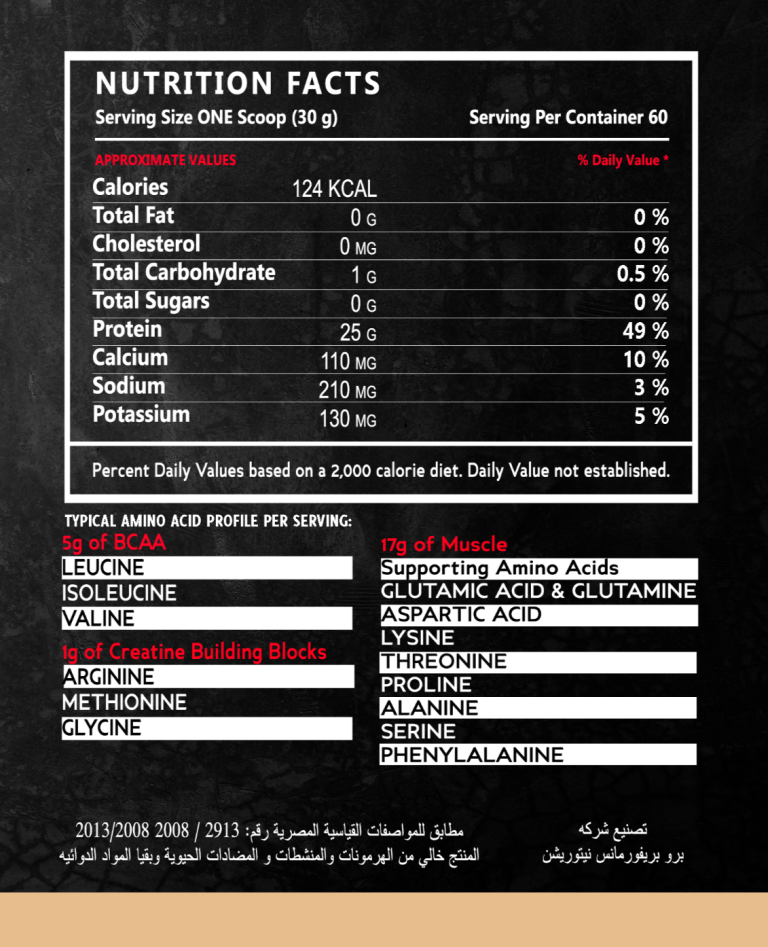 NUTRITION FACTS
Serving Size ONE Scoop (30 g) Serving Per Container 60
APPROXIMATE VALUES % Daily Value *
Calories 124 KCAL
Total Fat 0 G 0 %
Cholesterol 0 MG 0 %
Total Carbohydrate 1 G 0.5 %
Total Sugars 0 G 0 %
Protein 25 G 49 %
Calcium 110 MG 10 %
Sodium 210 MG 3 %
Potassium 130 MG 5 %
Percent Daily Values based on a 2,000 calorie diet. Daily Value not established.
TYPICAL AMINO ACID PROFILE PER SERVING:
5g of BCAA
LEUCINE
ISOLEUCINE
VALINE
1g of Creatine Building Blocks
ARGININE
METHIONINE
GLYCINE
17g of Muscle
Supporting Amino Acids
GLUTAMIC ACID & GLUTAMINE
ASPARTIC ACID
LYSINE
THREONINE
PROLINE
ALANINE
SERINE
PHENYLALANINE
تصنيع شركه
برو بريفورمانس نيتوريشن
مطابق للمواصفات القياسية المصرية رقم: 2913 / 2008 2013/2008
المنتج خالي من الهرمونات والمنشطات و المضادات الحيوية وبقيا المواد الدوائيه